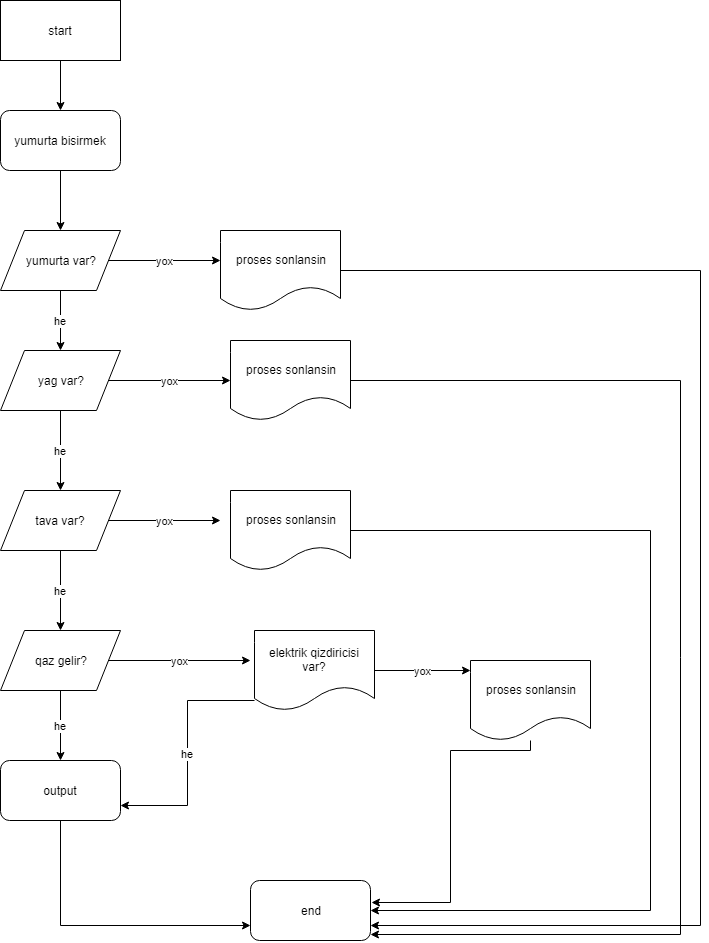 start
yumurta bisirmek
yumurta var?
yox
proses sonlansin
he
yag var?
yox
proses sonlansin
he
tava var?
yox
proses sonlansin
he
qaz gelir?
yox
elektrik qizdiricisi
var?
yox
proses sonlansin
he
he
output
end